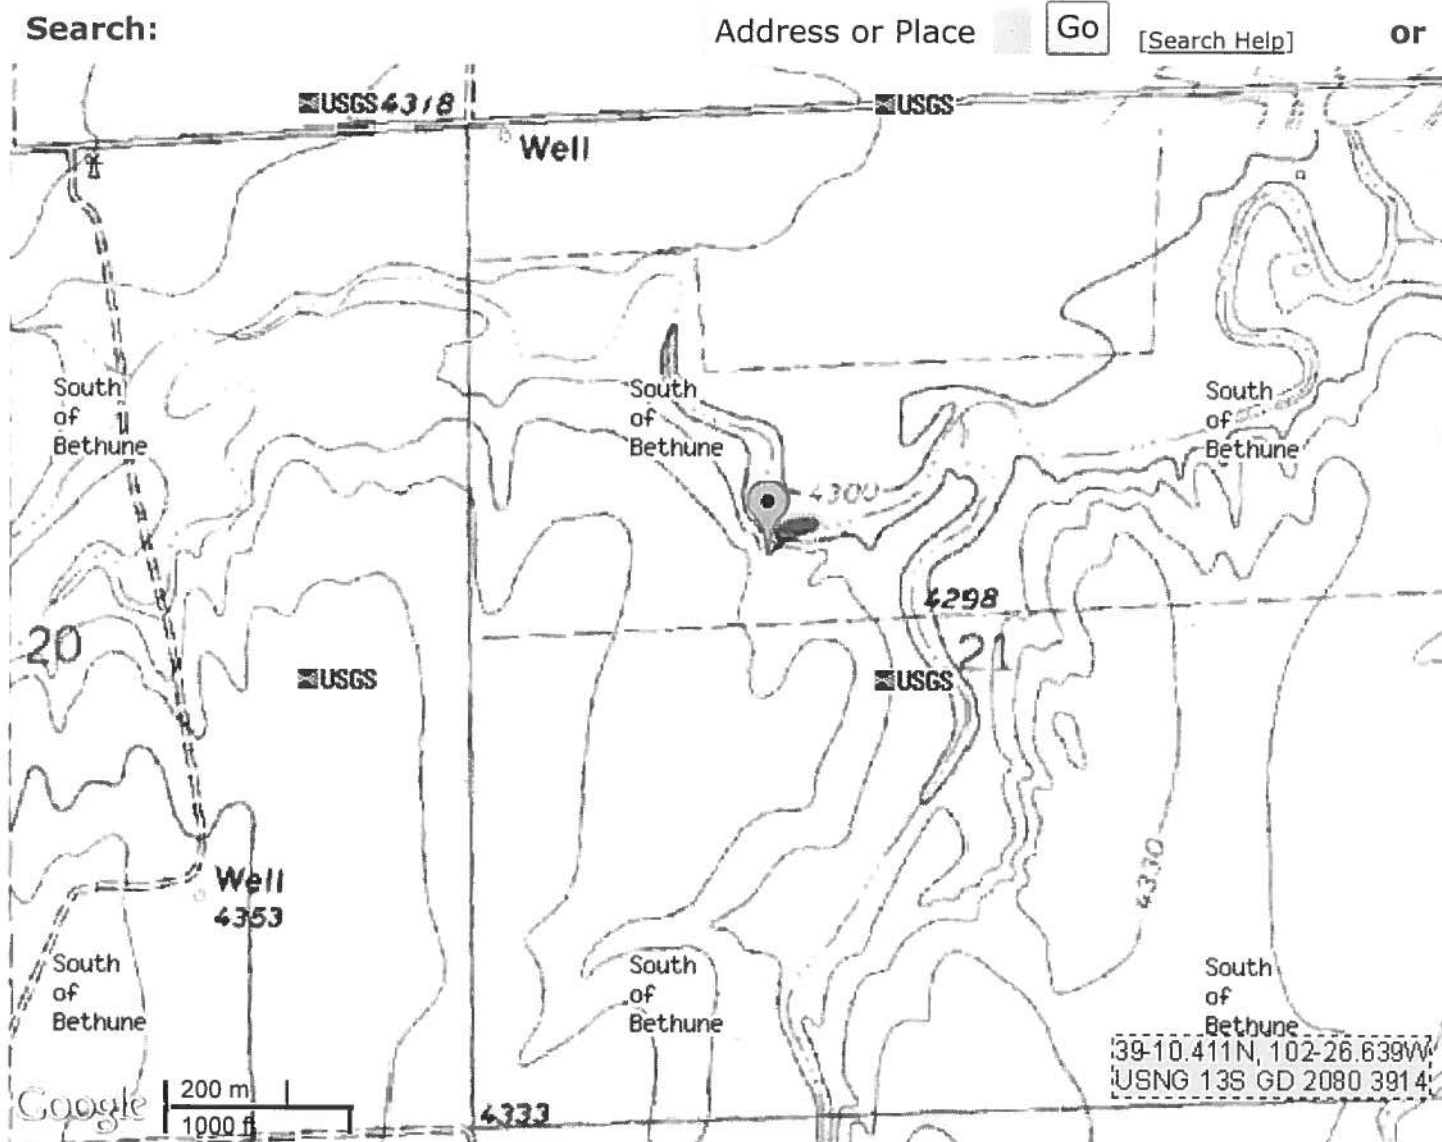 Search:
Address or Place Go [Search Help] or
USGS 4318
USGS
Well
South
of
Bethune
South
of
Bethune
South
of
Bethune
4300
4298
20
21
USGS
USGS
4330
Well
4353
South
of
Bethune
South
of
Bethune
South
of
Bethune
39-10.411N, 102-26.639W
USNG 13S GD 2080 3914
Google
200 m
1000 ft
4333